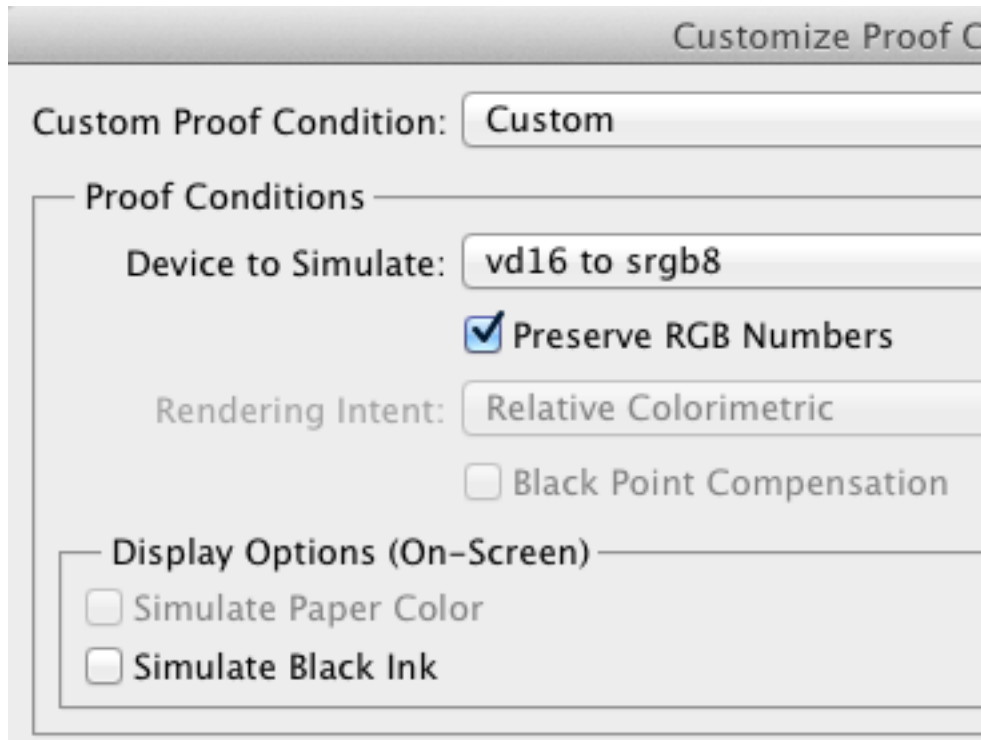 Customize Proof C
Custom Proof Condition: Custom
Proof Conditions
Device to Simulate: vd16 to srgb8
Preserve RGB Numbers
Rendering Intent: Relative Colorimetric
Black Point Compensation
Display Options (On-Screen)
Simulate Paper Color
Simulate Black Ink